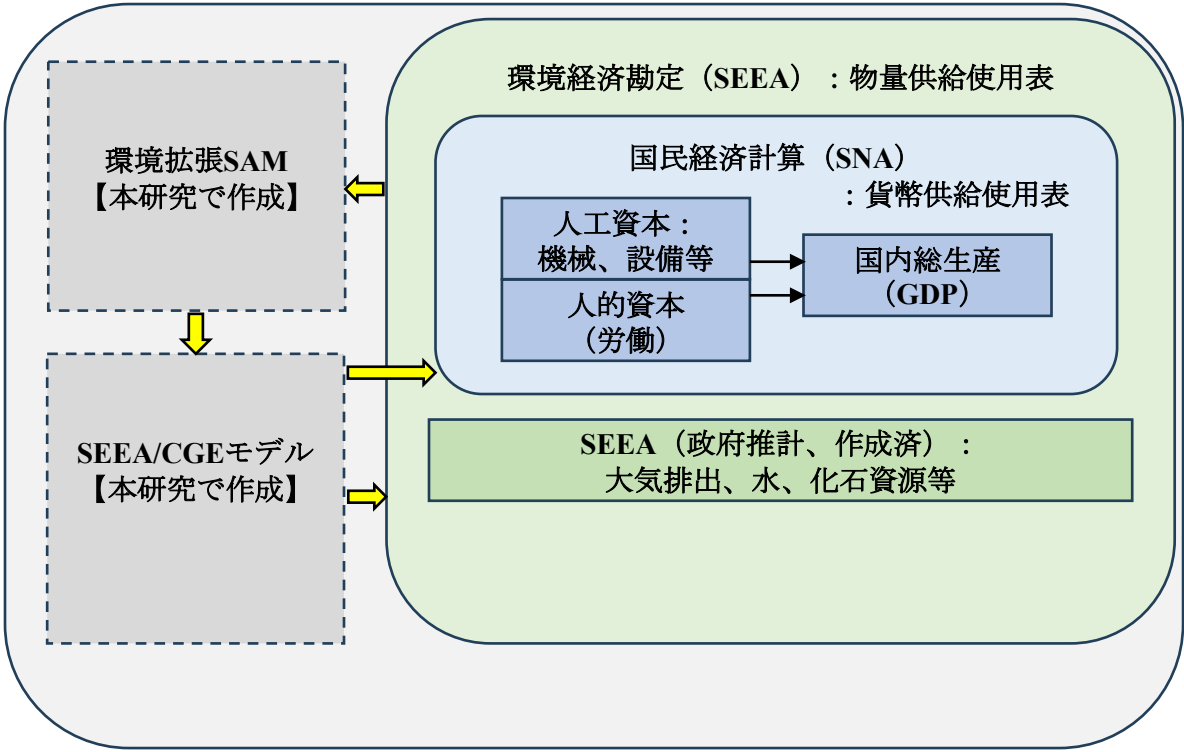 環境経済勘定（SEEA）：物量供給使用表
国民経済計算（SNA）
：貨幣供給使用表
環境拡張SAM
【本研究で作成】
人工資本：
機械、設備等
人的資本
（労働）
国内総生産
（GDP）
SEEA/CGEモデル
【本研究で作成】
SEEA（政府推計、作成済）：
大気排出、水、化石資源等